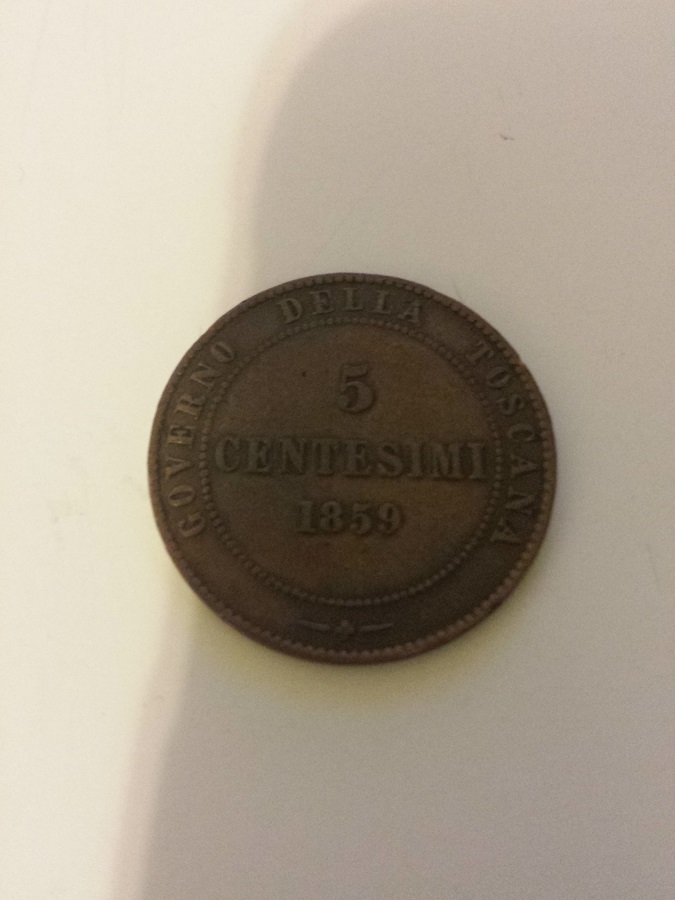 GOVERNO DELLA TOSCANA
5
CENTESIMI
1859